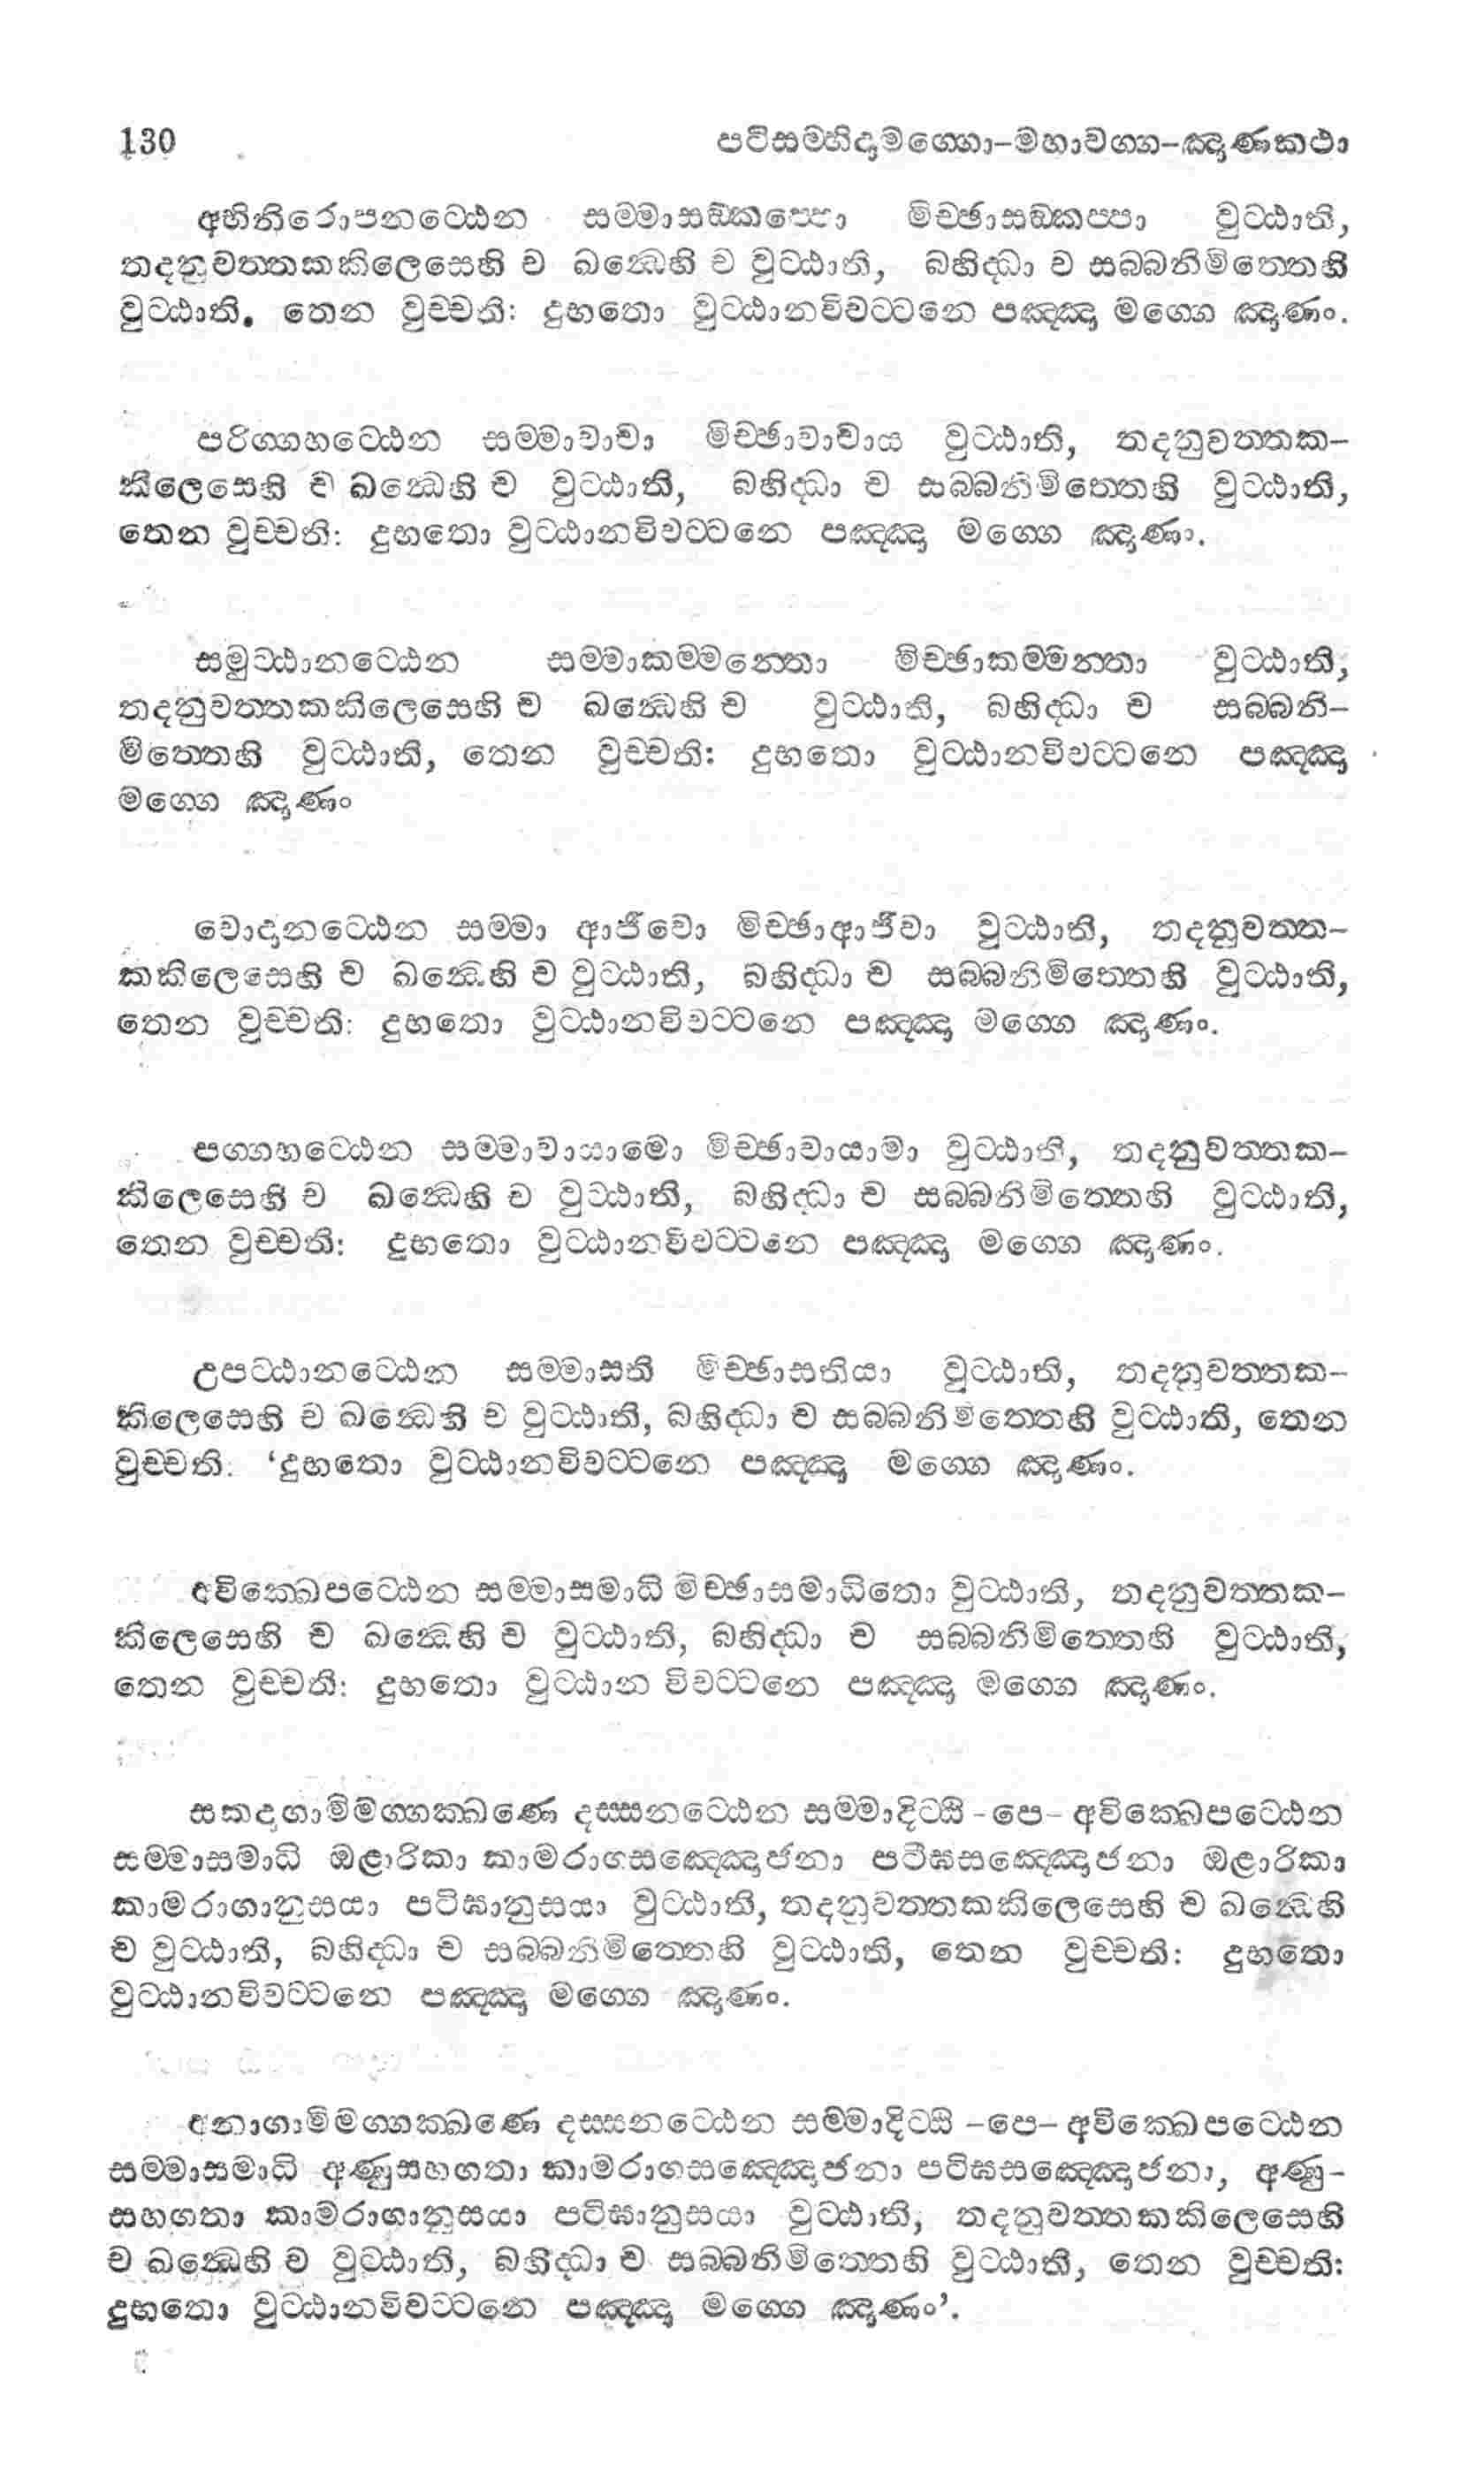 130 පටිසම්භිදාමග්ගො-මහාවග්ග-ඤාණකථා
අභිනිරොපනට්ඨෙන සම්මාසඞ්කප්පො මිච්ඡාසඞ්කප්පා වුට්ඨාති,
තදනුවත්තකකිලෙසෙහි ච ඛන්ධෙහි ච වුට්ඨාති, බහිද්ධා ච සබ්බනිමිත්තෙහි
වුට්ඨාති. තෙන වුච්චති: දුභතො වුට්ඨානවිවට්ටනෙ පඤ්ඤා මග්ගෙ ඤාණං.
පරිග්ගහට්ඨෙන සම්මාවාචා මිච්ඡාවාචාය වුට්ඨාති, තදනුවත්තක-
කිලෙසෙහි ච ඛන්ධෙහි ච වුට්ඨාති, බහිද්ධා ච සබ්බනිමිත්තෙහි වුට්ඨාති,
තෙන වුච්චති: දුභතො වුට්ඨානවිවට්ටනෙ පඤ්ඤා මග්ගෙ ඤාණං.
සමුට්ඨානට්ඨෙන සම්මාකම්මන්තො මිච්ඡාකම්මන්තා වුට්ඨාති,
තදනුවත්තකකිලෙසෙහි ච ඛන්ධෙහි ච වුට්ඨාති, බහිද්ධා ච සබ්බනි-
මිත්තෙහි වුට්ඨාති, තෙන වුච්චති: දුභතො වුට්ඨානවිවට්ටනෙ පඤ්ඤා
මග්ගෙ ඤාණං
වොදානට්ඨෙන සම්මා ආජීවො මිච්ඡාආජීවා වුට්ඨාති, තදනුවත්ත-
කකිලෙසෙහි ච ඛන්ධෙහි ච වුට්ඨාති, බහිද්ධා ච සබ්බනිමිත්තෙහි වුට්ඨාති,
තෙන වුච්චති: දුභතො වුට්ඨානවිවට්ටනෙ පඤ්ඤා මග්ගෙ ඤාණං.
පග්ගහට්ඨෙන සම්මාවායාමො මිච්ඡාවායාමා වුට්ඨාති, තදනුවත්තක-
කිලෙසෙහි ච ඛන්ධෙහි ච වුට්ඨාති, බහිද්ධා ච සබ්බනිමිත්තෙහි වුට්ඨාති,
තෙන වුච්චති: දුභතො වුට්ඨානවිවට්ටනෙ පඤ්ඤා මග්ගෙ ඤාණං.
උපට්ඨානට්ඨෙන සම්මාසති මිච්ඡාසතියා වුට්ඨාති, තදනුවත්තක-
කිලෙසෙහි ච ඛන්ධෙහි ච වුට්ඨාති, බහිද්ධා ච සබ්බනිමිත්තෙහි වුට්ඨාති, තෙන
වුච්චති: ‘දුභතො වුට්ඨානවිවට්ටනෙ පඤ්ඤා මග්ගෙ ඤාණං.
අවික්ඛෙපට්ඨෙන සම්මාසමාධි මිච්ඡාසමාධිතො වුට්ඨාති, තදනුවත්තක-
කිලෙසෙහි ච ඛන්ධෙහි ච වුට්ඨාති, බහිද්ධා ච සබ්බනිමිත්තෙහි වුට්ඨාති,
තෙන වුච්චති: දුභතො වුට්ඨාන විවට්ටනෙ පඤ්ඤා මග්ගෙ ඤාණං.
සකදාගාමිමග්ගක්ඛණෙ දස්සනට්ඨෙන සම්මාදිට්ඨි -පෙ- අවික්ඛෙපට්ඨෙන
සම්මාසමාධි ඔළාරිකා කාමරාගසඤ්ඤොජනා පටිඝසඤ්ඤොජනා ඔළාරිකා
කාමරාගානුසයා පටිඝානුසයා වුට්ඨාති, තදනුවත්තකකිලෙසෙහි ච ඛන්ධෙහි
ච වුට්ඨාති, බහිද්ධා ච සබ්බනිමිත්තෙහි වුට්ඨාති, තෙන වුච්චති: දුභතො
වුට්ඨානවිවට්ටනෙ පඤ්ඤා මග්ගෙ ඤාණං.
අනාගාමිමග්ගක්ඛණෙ දස්සනට්ඨෙන සම්මාදිට්ඨි -පෙ- අවික්ඛෙපට්ඨෙන
සම්මාසමාධි අණුසහගතා කාමරාගසඤ්ඤොජනා පටිඝසඤ්ඤොජනා, අණු-
සහගතා කාමරාගානුසයා පටිඝානුසයා වුට්ඨාති, තදනුවත්තකකිලෙසෙහි
ච ඛන්ධෙහි ච වුට්ඨාති, බහිද්ධා ච සබ්බනිමිත්තෙහි වුට්ඨාති, තෙන වුච්චති:
දුභතො වුට්ඨානවිවට්ටනෙ පඤ්ඤා මග්ගෙ ඤාණං’.